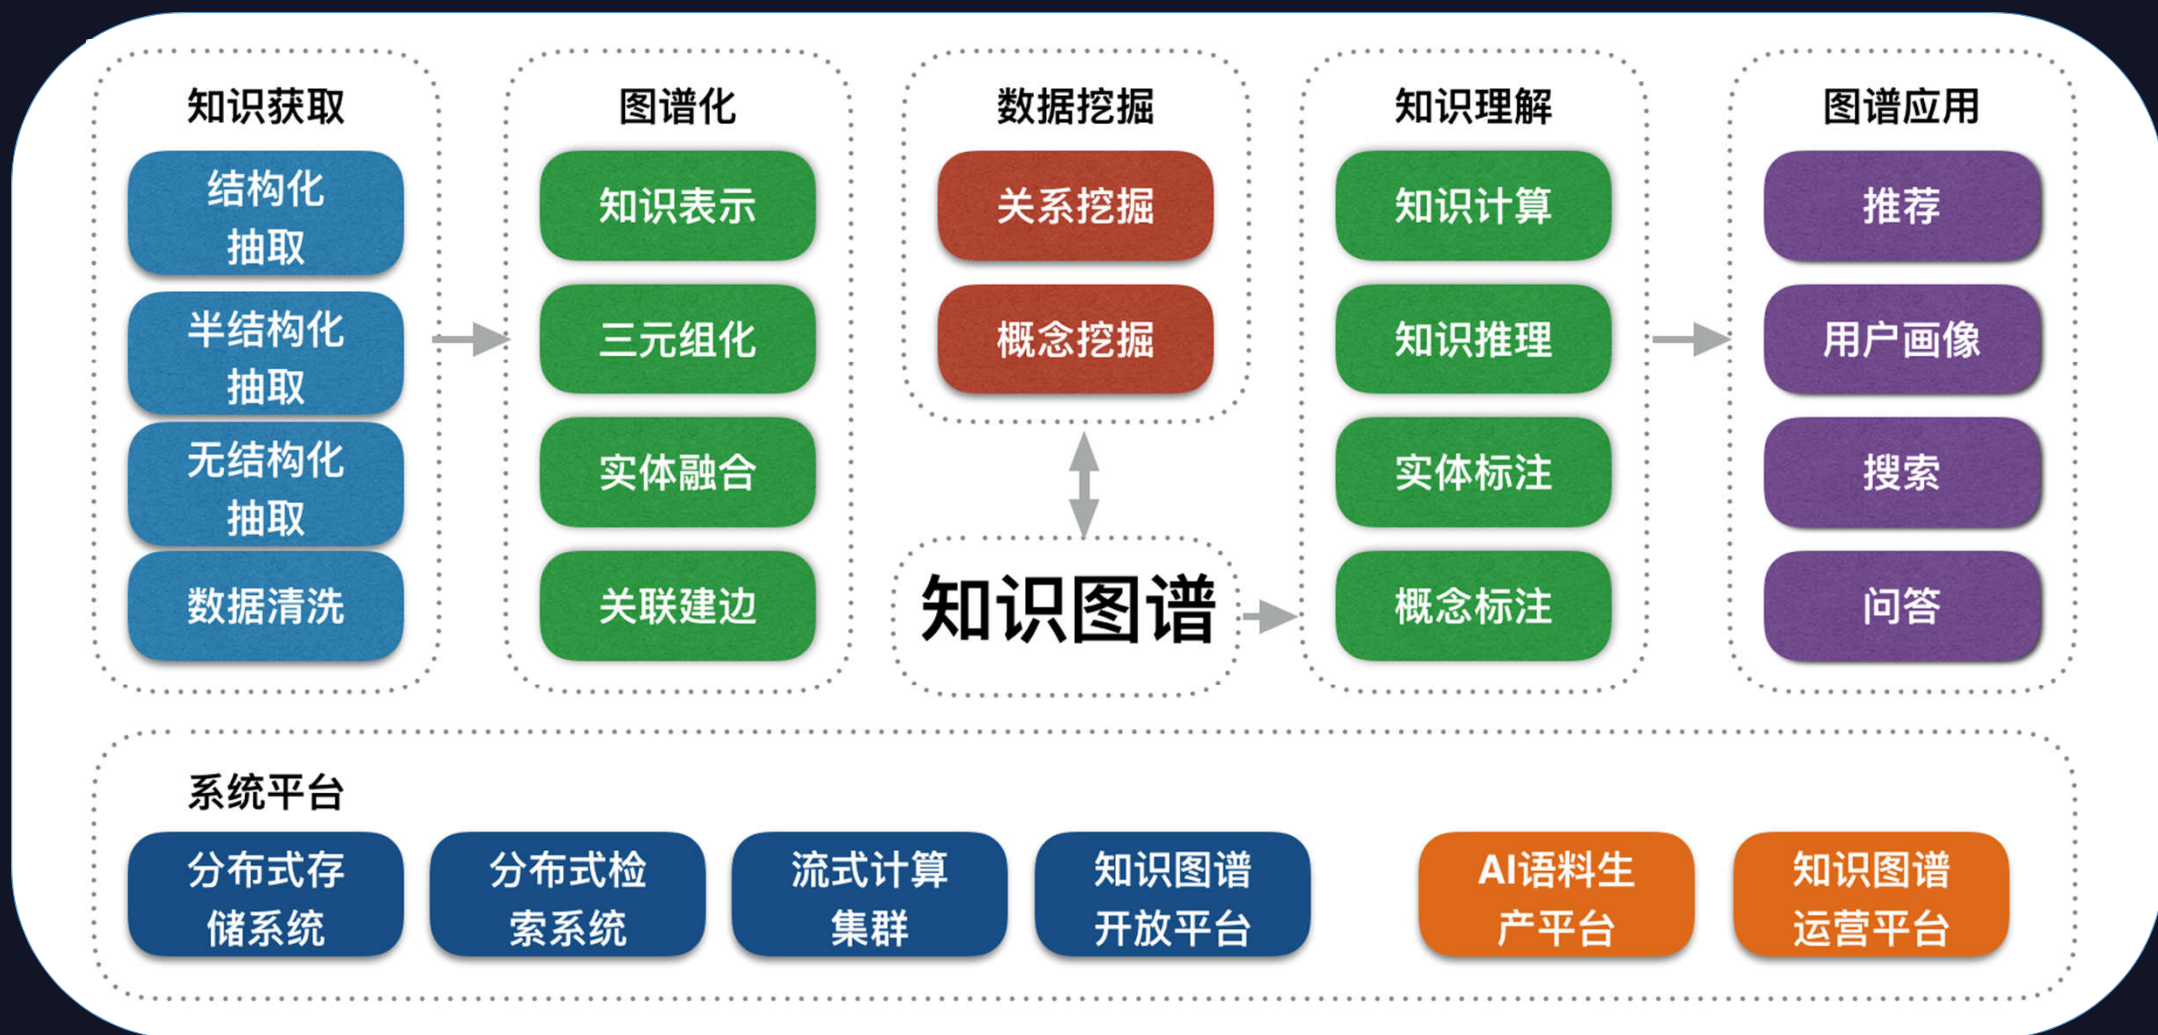 知识获取
结构化
抽取
半结构化
抽取
无结构化
抽取
数据清洗
图谱化
知识表示
三元组化
实体融合
关联建边
数据挖掘
关系挖掘
概念挖掘
知识图谱
知识理解
知识计算
知识推理
实体标注
概念标注
图谱应用
推荐
用户画像
搜索
问答
系统平台
分布式存
储系统
分布式检
索系统
流式计算
集群
知识图谱
开放平台
AI语料生
产平台
知识图谱
运营平台